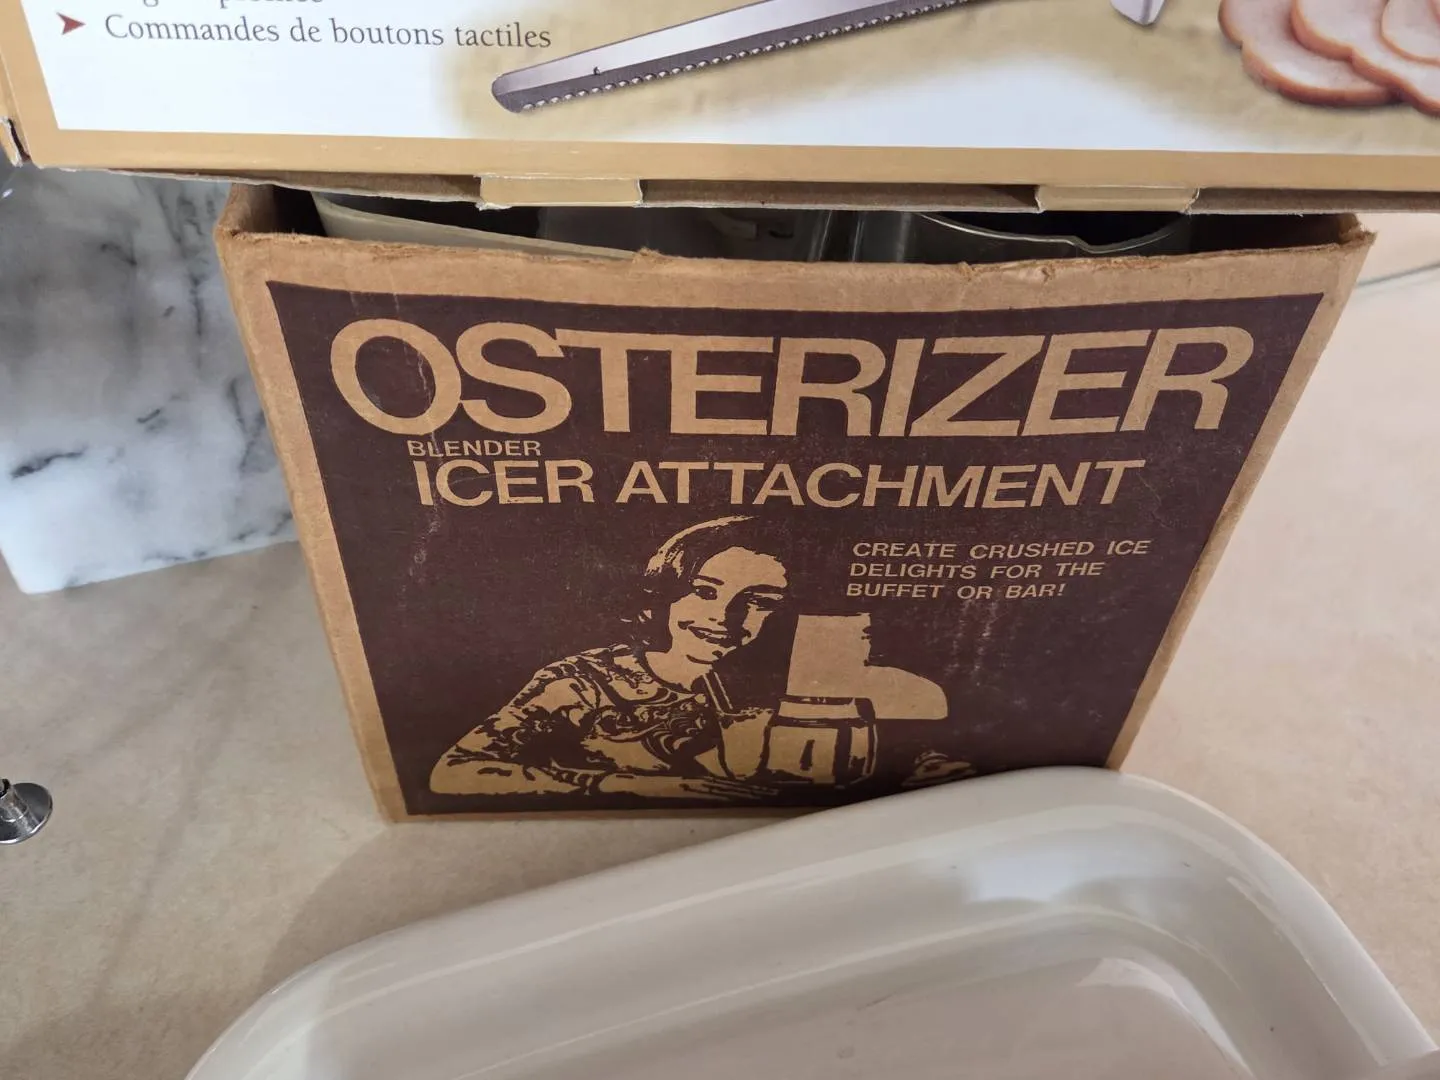 Commandes de boutons tactiles
OSTERIZER
BLENDER
ICER ATTACHMENT
CREATE CRUSHED ICE
DELIGHTS FOR THE
BUFFET OR BAR!